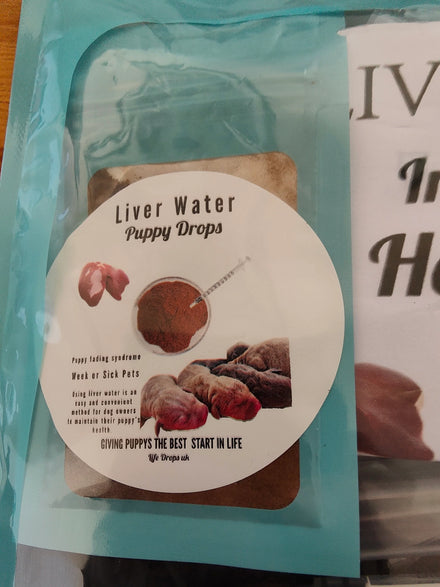 Liver Water
Puppy Drops
Puppy fading syndrome
Week or Sick Pets
Using liver water is an
easy and convenient
method for dog owners
to maintain their puppy's
health
GIVING PUPPYS THE BEST START IN LIFE
Life Drops uk
LIV
In
He